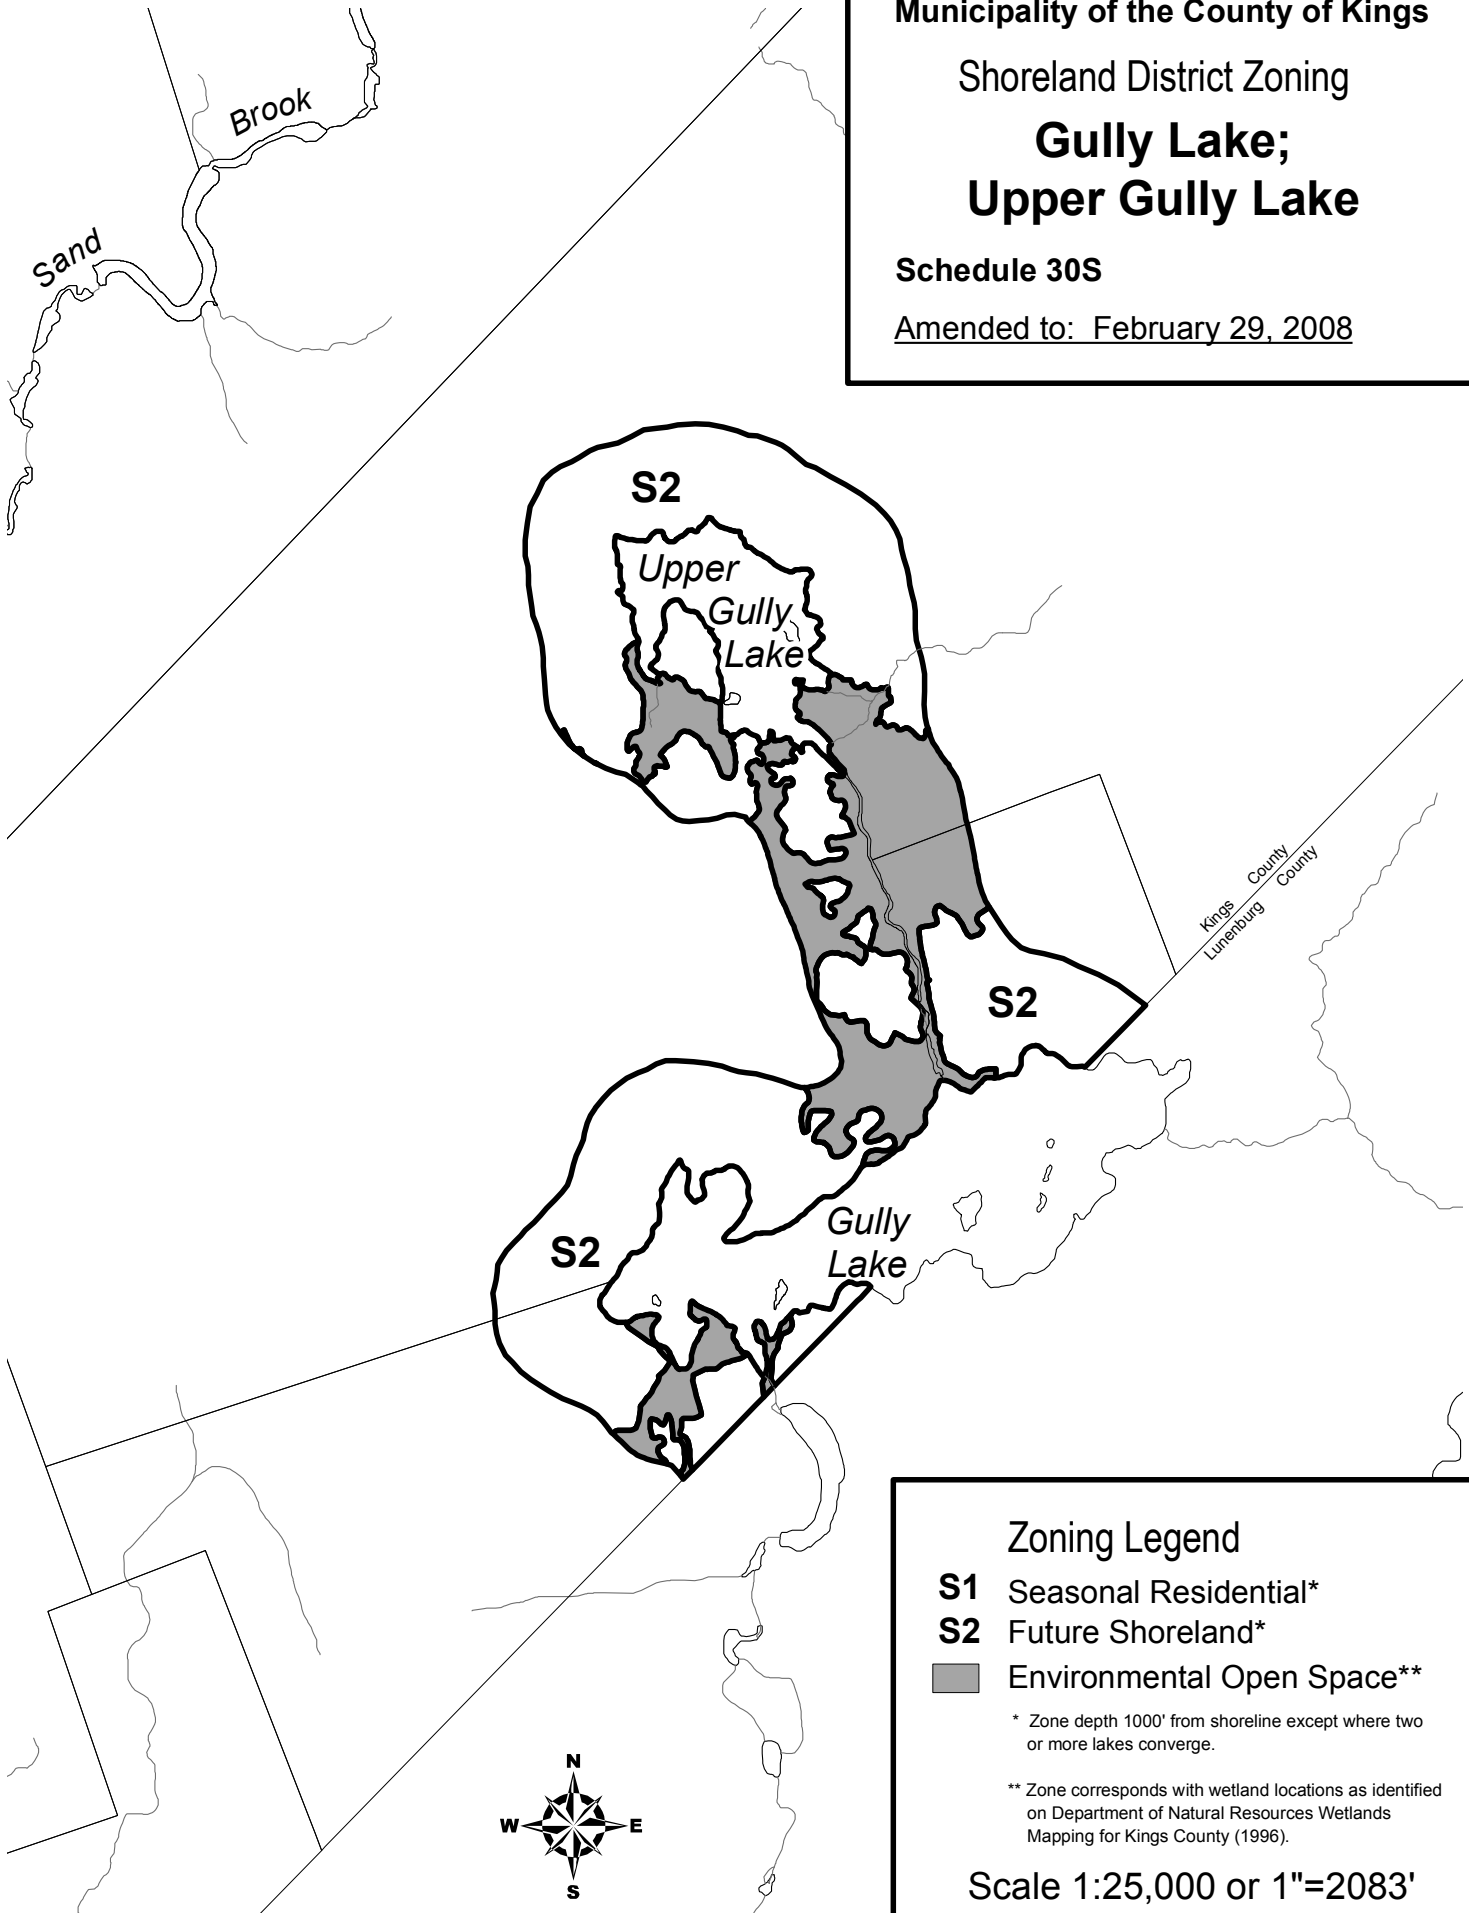 Municipality of the County of Kings
Shoreland District Zoning
Gully Lake;
Upper Gully Lake
Schedule 30S
Amended to: February 29, 2008
Brook
Sand
S2
Upper
Gully
Lake
Kings County
Lunenburg County
S2
S2
Gully
Lake
Zoning Legend
S1 Seasonal Residential*
S2 Future Shoreland*
Environmental Open Space**
* Zone depth 1000' from shoreline except where two
or more lakes converge.
** Zone corresponds with wetland locations as identified
on Department of Natural Resources Wetlands
Mapping for Kings County (1996).
Scale 1:25,000 or 1"=2083'
N
W E
S